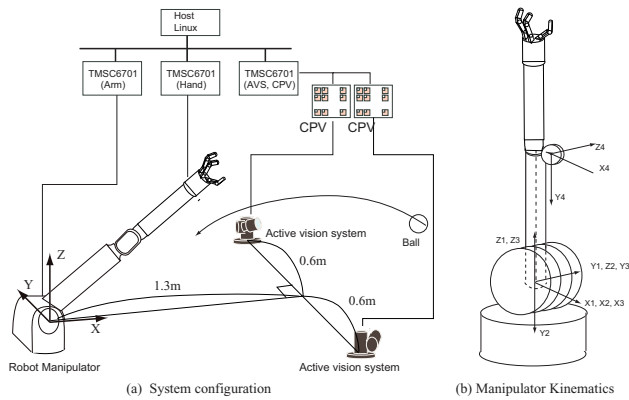 Host
Linux
TMSC6701
(Arm)
TMSC6701
(Hand)
TMSC6701
(AVS, CPV)
CPV
CPV
Z
Y
X
1.3m
0.6m
0.6m
Active vision system
Ball
Active vision system
Robot Manipulator
(a) System configuration
Z4
X4
Y4
Z1, Z3
Y1, Z2, Y3
X1, X2, X3
Y2
(b) Manipulator Kinematics